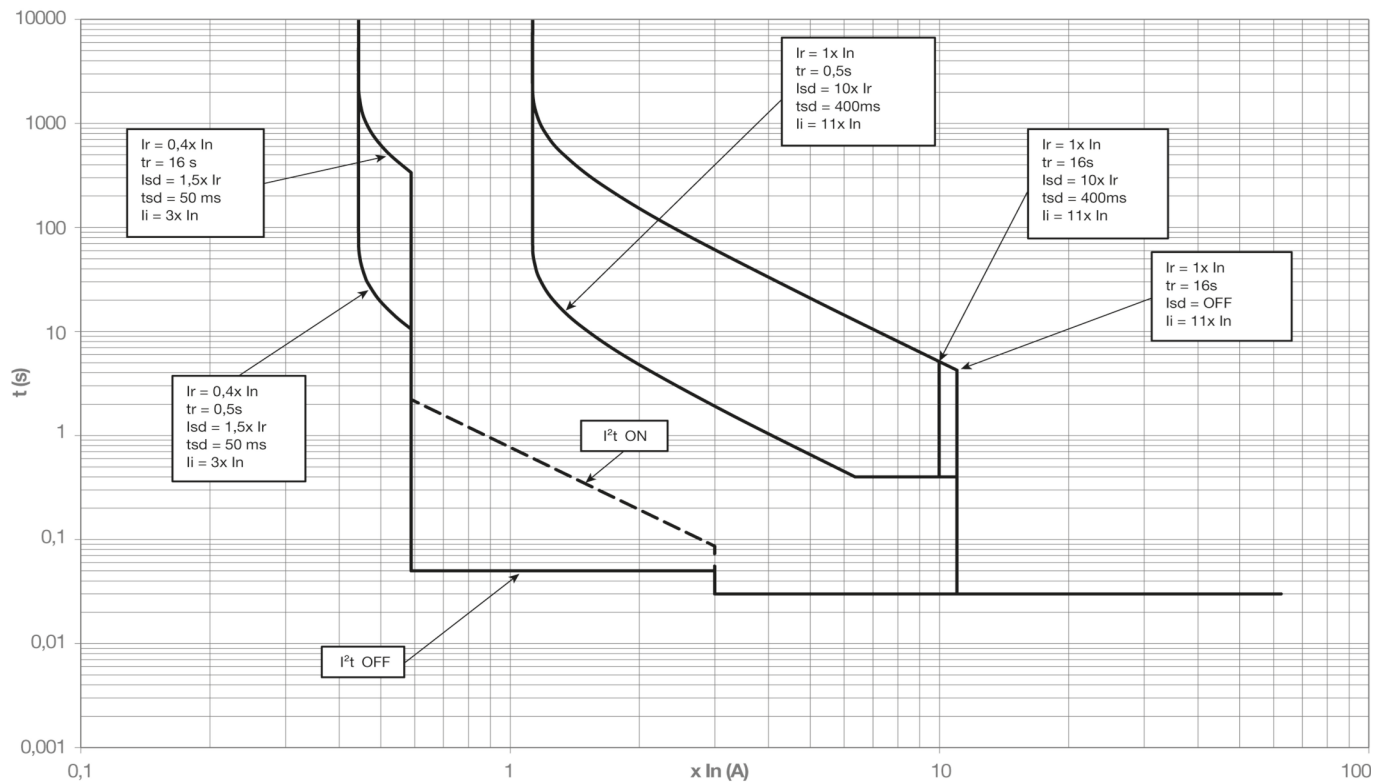 10000
1000
100
10
1
0,1
0,01
0,001
t (s)
Ir = 0,4x In
tr = 16 s
Isd = 1,5x Ir
tsd = 50 ms
Ii = 3x In
Ir = 0,4x In
tr = 0,5s
Isd = 1,5x Ir
tsd = 50 ms
Ii = 3x In
Ir = 1x In
tr = 0,5s
Isd = 10x Ir
tsd = 400ms
Ii = 11x In
Ir = 1x In
tr = 16s
Isd = 10x Ir
tsd = 400ms
Ii = 11x In
Ir = 1x In
tr = 16s
Isd = OFF
Ii = 11x In
I²t ON
I²t OFF
0,1
1
x In (A)
10
100